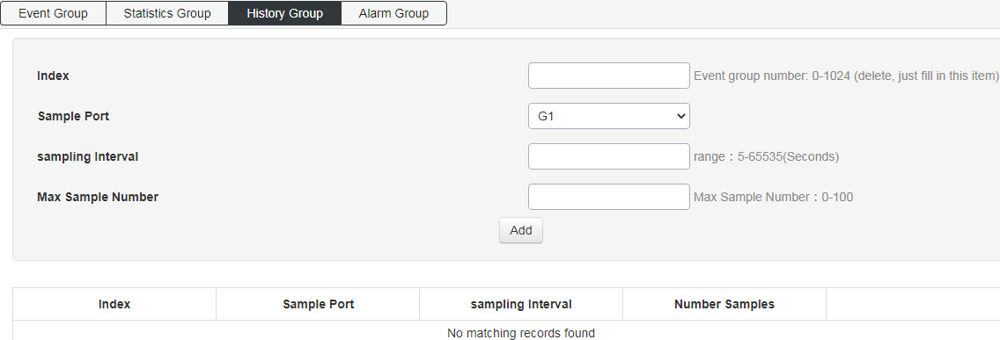 Event Group Statistics Group History Group Alarm Group
Index Event group number: 0-1024 (delete, just fill in this item)
Sample Port G1
sampling Interval range：5-65535(Seconds)
Max Sample Number Max Sample Number：0-100
Add
Index Sample Port sampling Interval Number Samples
No matching records found